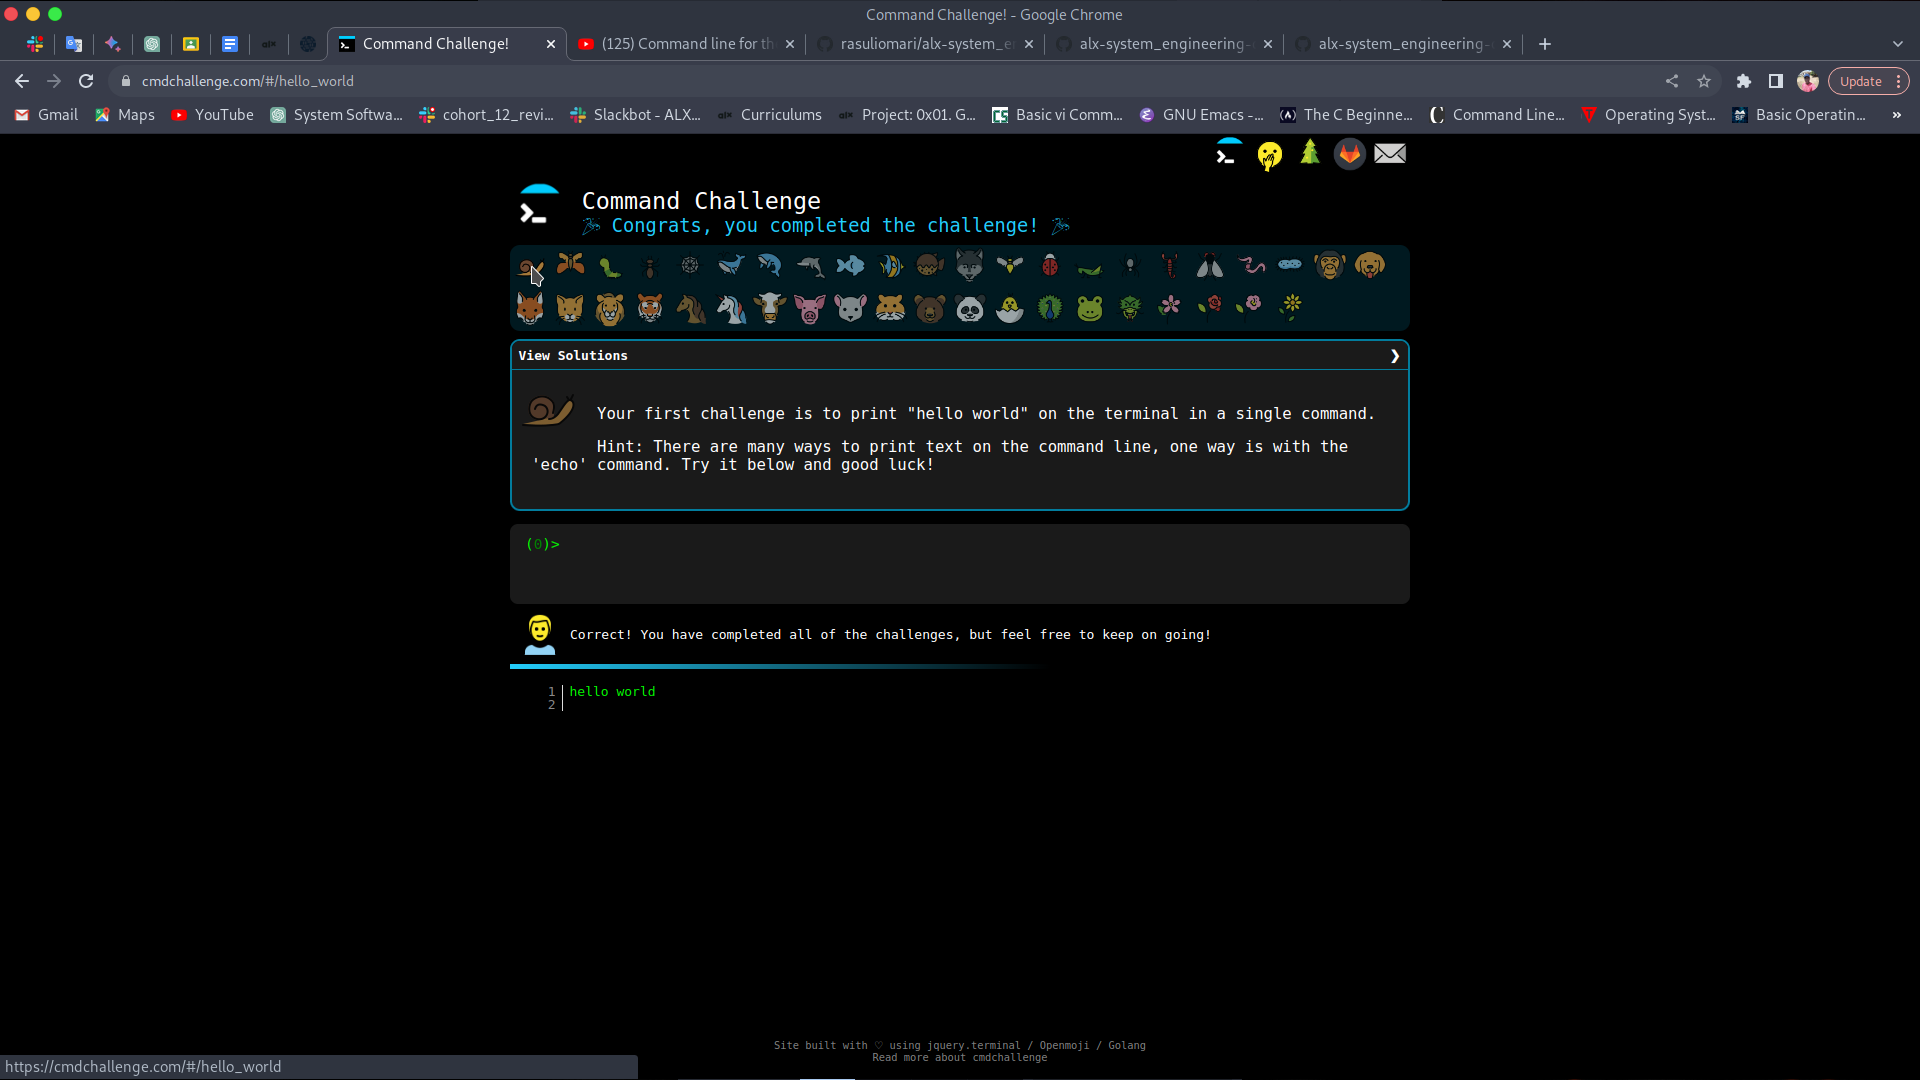 Command Challenge! - Google Chrome
Command Challenge!
(125) Command line for th
rasuliomari/alx-system_e
alx-system_engineering-
alx-system_engineering-
cmdchallenge.com/#/hello_world
Update
Gmail
Maps
YouTube
System Softwa...
cohort_12_revi...
Slackbot - ALX...
Curriculums
Project: 0x01. G...
Basic vi Comm...
GNU Emacs -...
The C Beginne...
Command Line...
Operating Syst...
Basic Operatin...
»
Command Challenge
Congrats, you completed the challenge!
View Solutions
Your first challenge is to print "hello world" on the terminal in a single command.
Hint: There are many ways to print text on the command line, one way is with the
'echo' command. Try it below and good luck!
(0)>
Correct! You have completed all of the challenges, but feel free to keep on going!
1 hello world
2
Site built with ♡ using jquery.terminal / Openmoji / Golang
Read more about cmdchallenge
https://cmdchallenge.com/#/hello_world